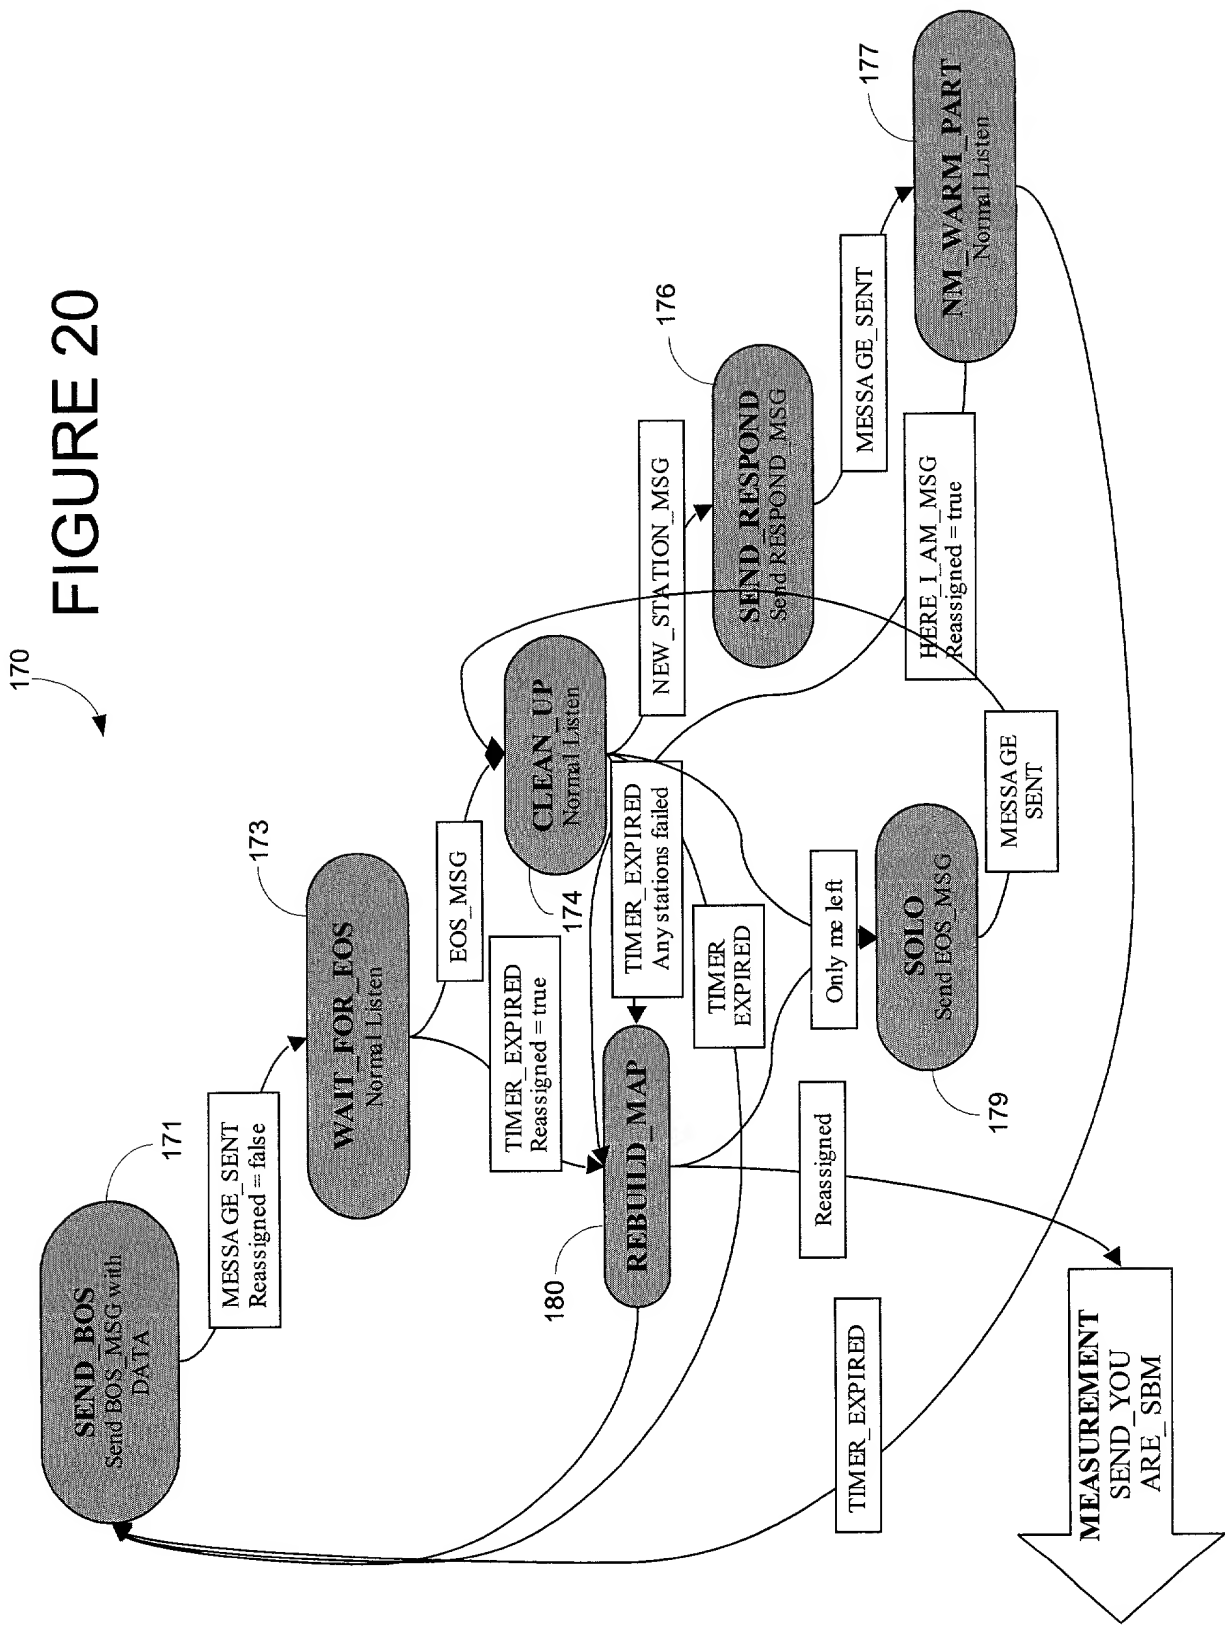 FIGURE 20
170
SEND_BOS
Send BOS_MSG with
DATA
171
MESSAGE_SENT
Reassigned = false
WAIT_FOR_EOS
Normal Listen
173
EOS_MSG
TIMER_EXPIRED
Reassigned = true
CLEAN_UP
Normal Listen
174
NEW_STATION_MSG
TIMER_EXPIRED
Any stations failed
TIMER
EXPIRED
REBUILD_MAP
180
SEND_RESPOND
Send RESPOND_MSG
176
MESSAGE_SENT
NM_WARM_PART
Normal Listen
177
HERE_I_AM_MSG
Reassigned = true
Only me left
SOLO
Send EOS_MSG
179
MESSAGE
SENT
Reassigned
TIMER_EXPIRED
MEASUREMENT
SEND_YOU
ARE_SBM